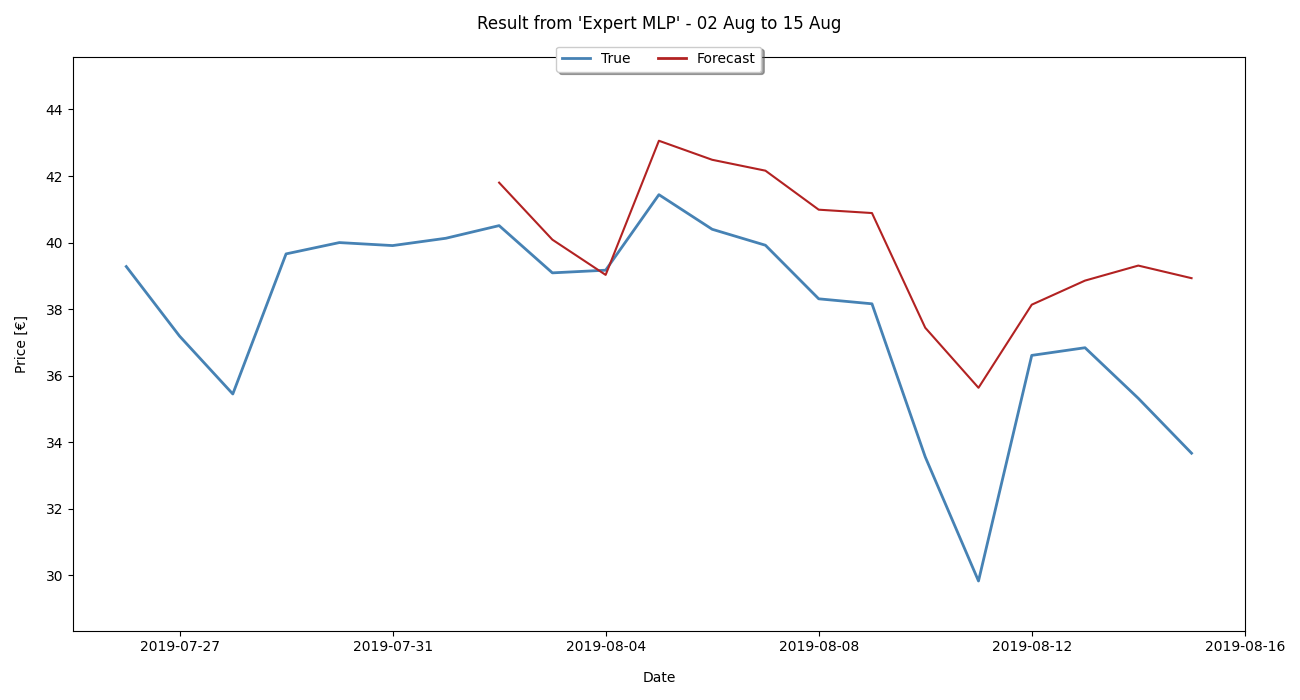 Result from 'Expert MLP' - 02 Aug to 15 Aug
True Forecast
44
42
40
38
36
34
32
30
Price [€]
2019-07-27 2019-07-31 2019-08-04 2019-08-08 2019-08-12 2019-08-16
Date